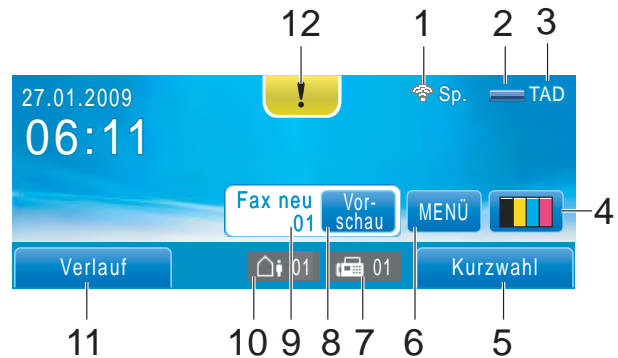 12 1 2 3
27.01.2009
06:11
!
Sp.
TAD
Fax neu
01
Vor-
schau
MENÜ
4
Verlauf
01
01
Kurzwahl
11 10 9 8 7 6 5